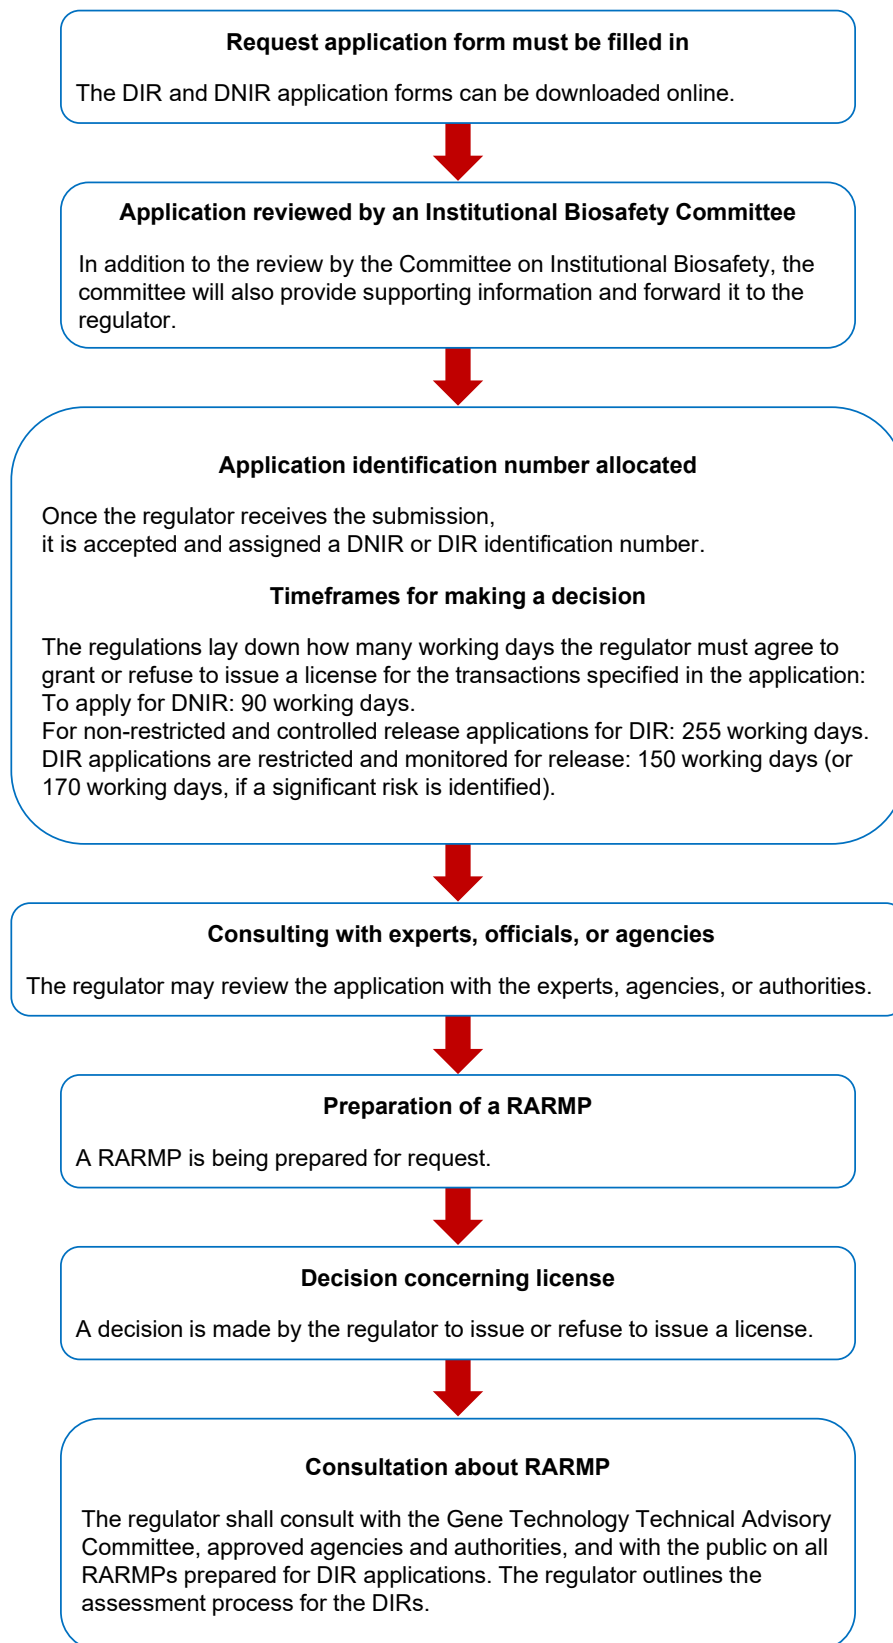 Request application form must be filled in
The DIR and DNIR application forms can be downloaded online.
Application reviewed by an Institutional Biosafety Committee
In addition to the review by the Committee on Institutional Biosafety, the
committee will also provide supporting information and forward it to the
regulator.
Application identification number allocated
Once the regulator receives the submission,
it is accepted and assigned a DNIR or DIR identification number.
Timeframes for making a decision
The regulations lay down how many working days the regulator must agree to
grant or refuse to issue a license for the transactions specified in the application:
To apply for DNIR: 90 working days.
For non-restricted and controlled release applications for DIR: 255 working days.
DIR applications are restricted and monitored for release: 150 working days (or
170 working days, if a significant risk is identified).
Consulting with experts, officials, or agencies
The regulator may review the application with the experts, agencies, or authorities.
Preparation of a RARMP
A RARMP is being prepared for request.
Decision concerning license
A decision is made by the regulator to issue or refuse to issue a license.
Consultation about RARMP
The regulator shall consult with the Gene Technology Technical Advisory
Committee, approved agencies and authorities, and with the public on all
RARMPs prepared for DIR applications. The regulator outlines the
assessment process for the DIRs.